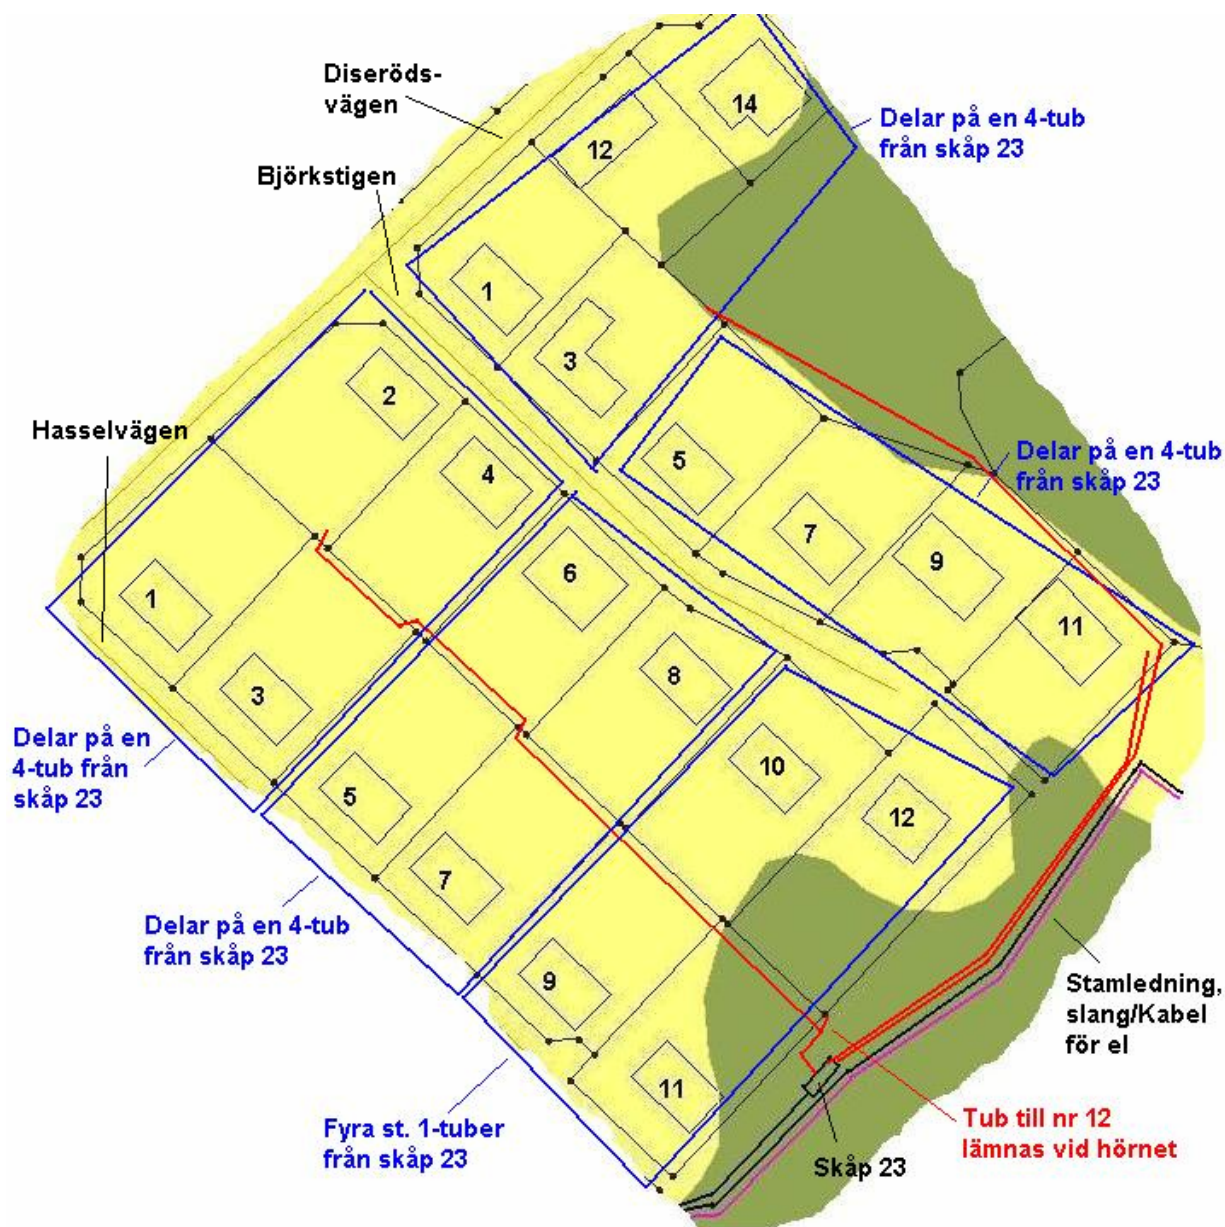 Diseröds-
vägen
14
12
Delar på en 4-tub
från skåp 23
Björkstigen
1
3
2
Hasselvägen
4
5
Delar på en 4-tub
från skåp 23
7
9
6
1
11
8
3
Delar på en
4-tub från
skåp 23
10
5
12
7
Delar på en 4-tub
från skåp 23
9
Stamledning,
slang/Kabel
för el
11
Fyra st. 1-tuber
från skåp 23
Tub till nr 12
lämnas vid hörnet
Skåp 23